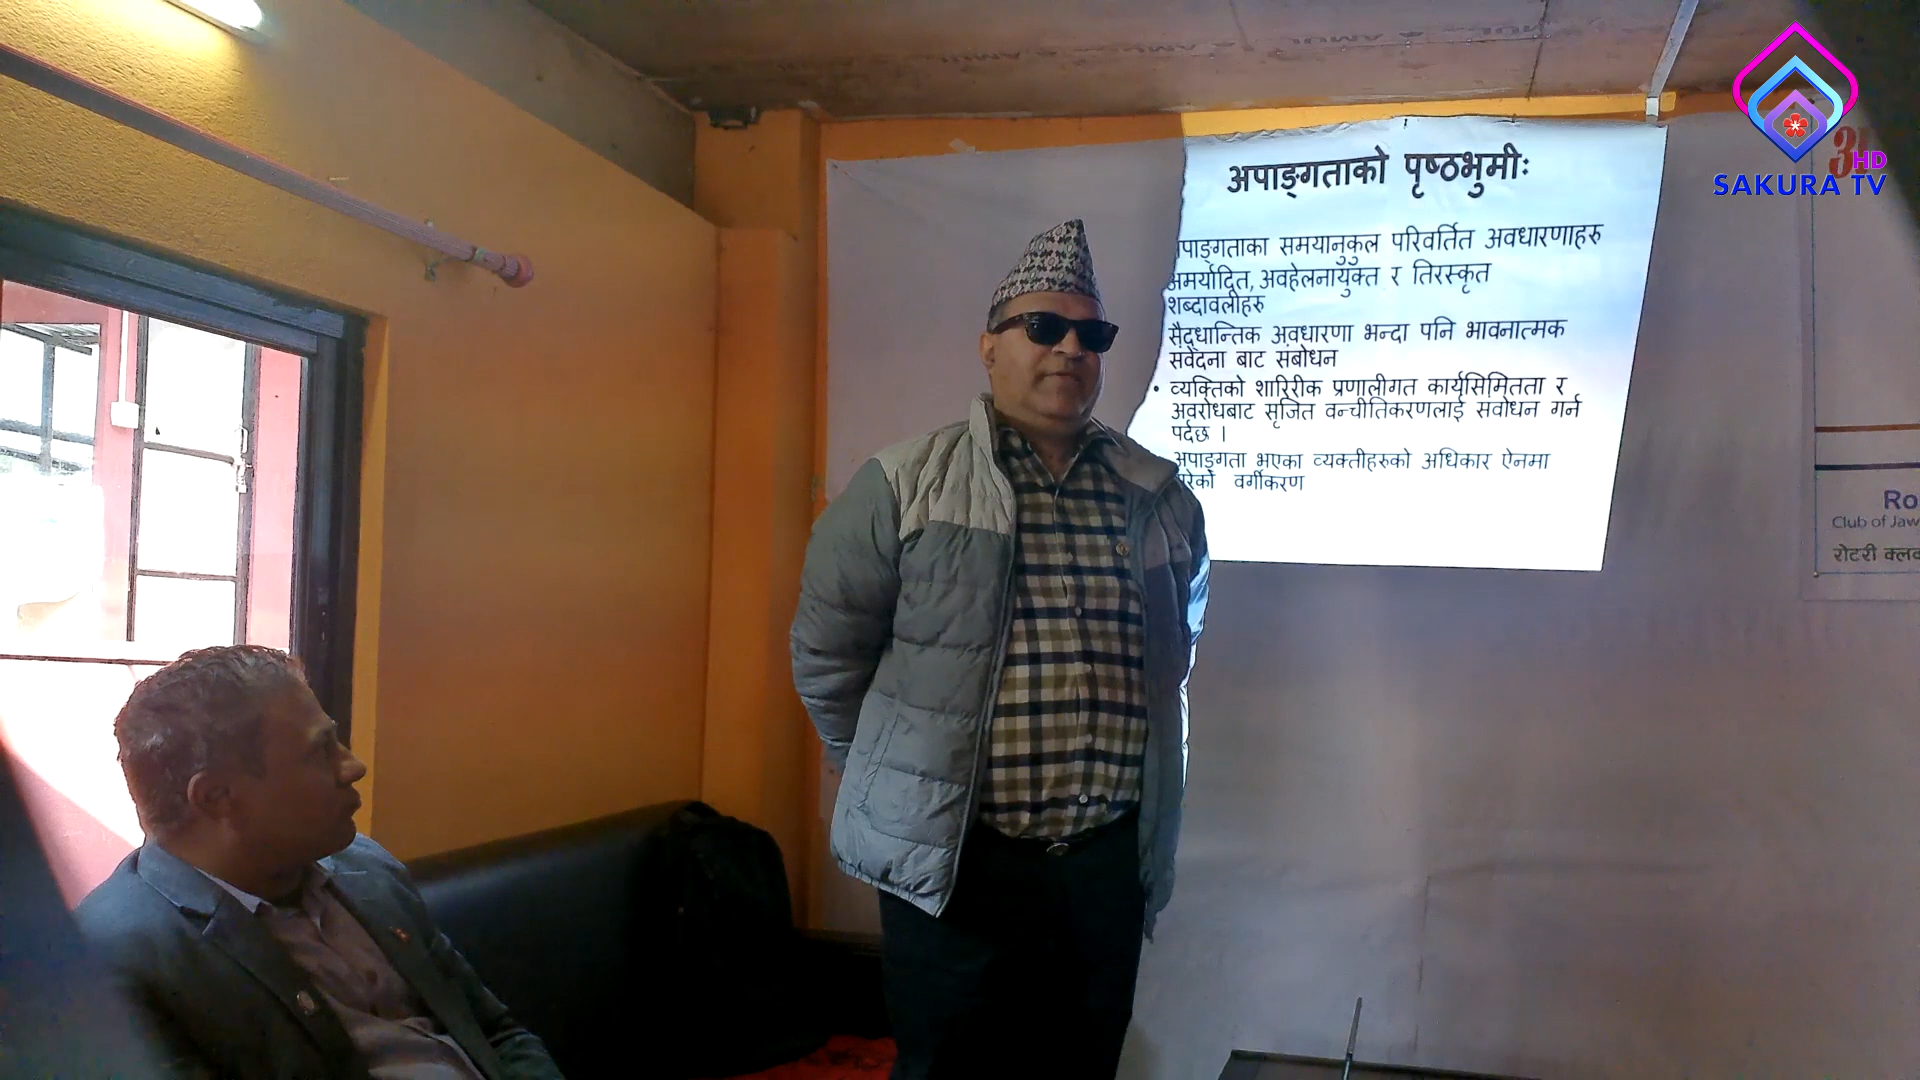 अपाङ्गताको पृष्ठभुमीः
पाङ्गताका समयानुकुल परिवर्तित अवधारणाहरु
अमर्यादित, अवहेलनायुक्त र तिरस्कृत
शब्दावलीहरु
सैद्धान्तिक अवधारणा भन्दा पनि भावनात्मक
संवेदना बाट संबोधन
• व्यक्तिको शारिरीक प्रणालीगत कार्यसिमितता र
अवरोधबाट सृजित वन्चीतिकरणलाई संवोधन गर्न
पर्दछ ।
अपाङ्गता भएका व्यक्तीहरुको अधिकार ऐनमा
वर्गीकरण
HD
SAKURA TV
Ro
Club of Jaw
रोटरी क्लब